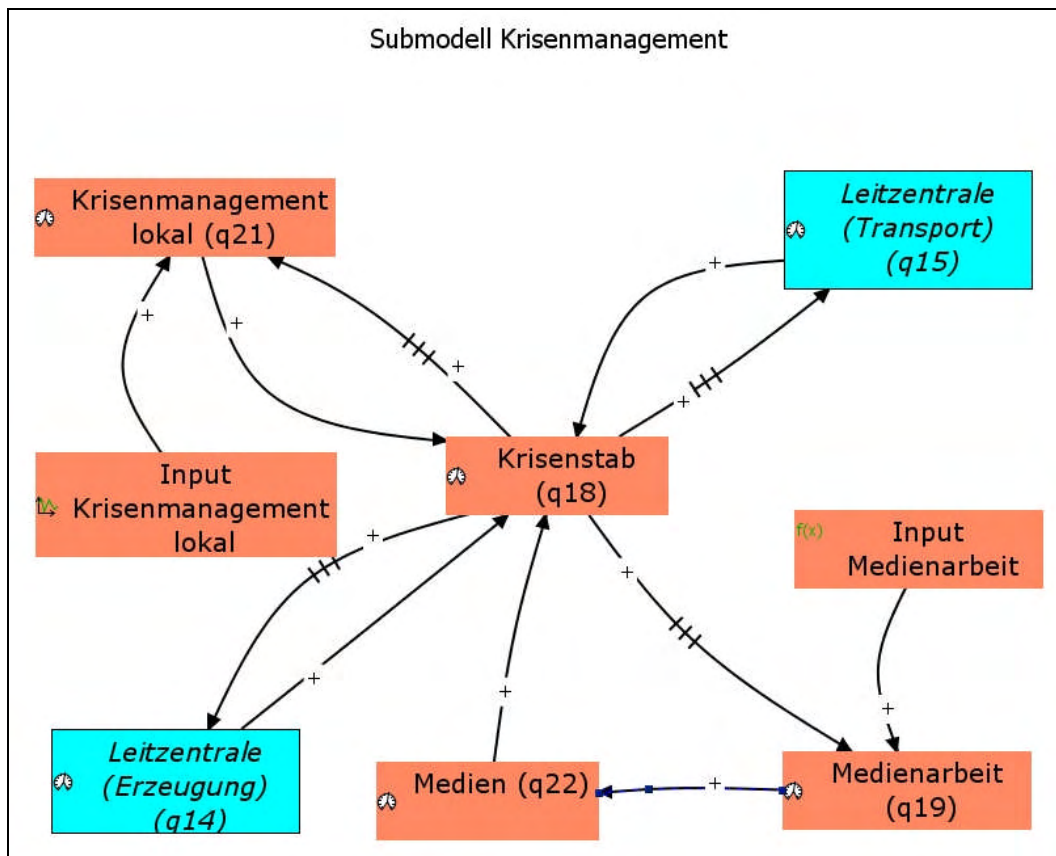 Submodell Krisenmanagement
Krisenmanagement
lokal (q21)
Leitzentrale
(Transport)
(q15)
+
+
+
+
+
Krisenstab
(q18)
Input
Krisenmanagement
lokal
f(x)
Input
Medienarbeit
+
+
+
+
+
Leitzentrale
(Erzeugung)
(q14)
Medien (q22)
+
Medienarbeit
(q19)